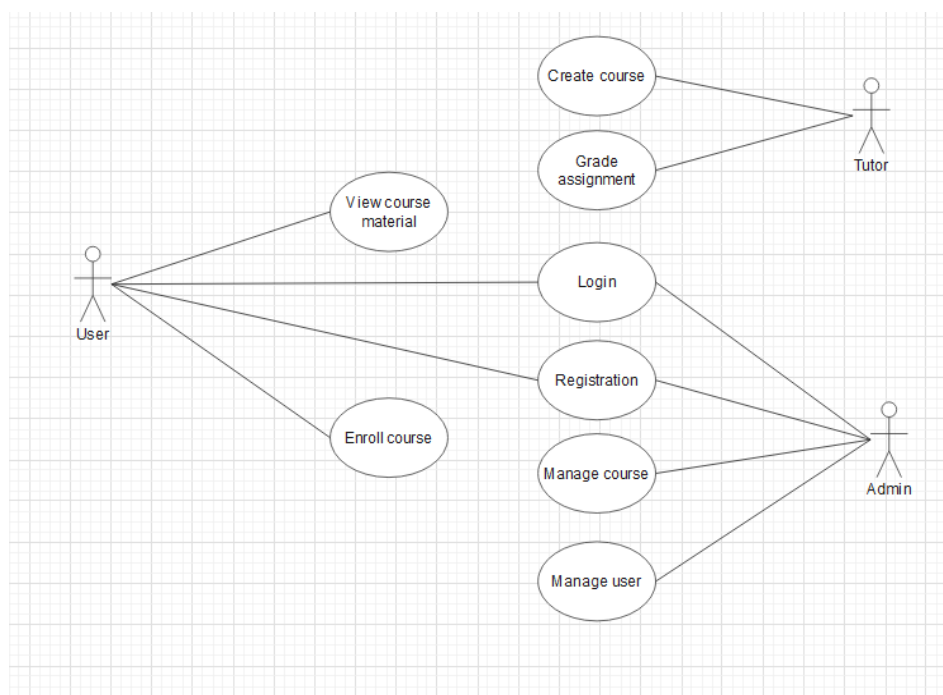 Create course
Tutor
Grade
assignment
View course
material
Login
User
Registration
Enroll course
Manage course
Admin
Manage user